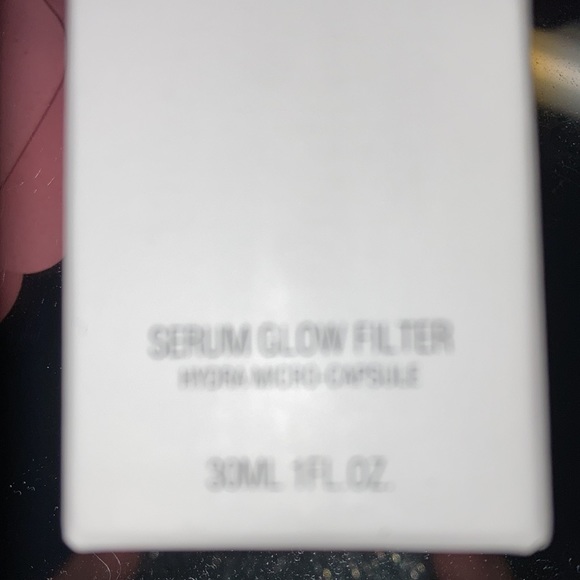 SERUM GLOW FILTER
HYDRA MICRO-CAPSULE
30ML 1FL.OZ.